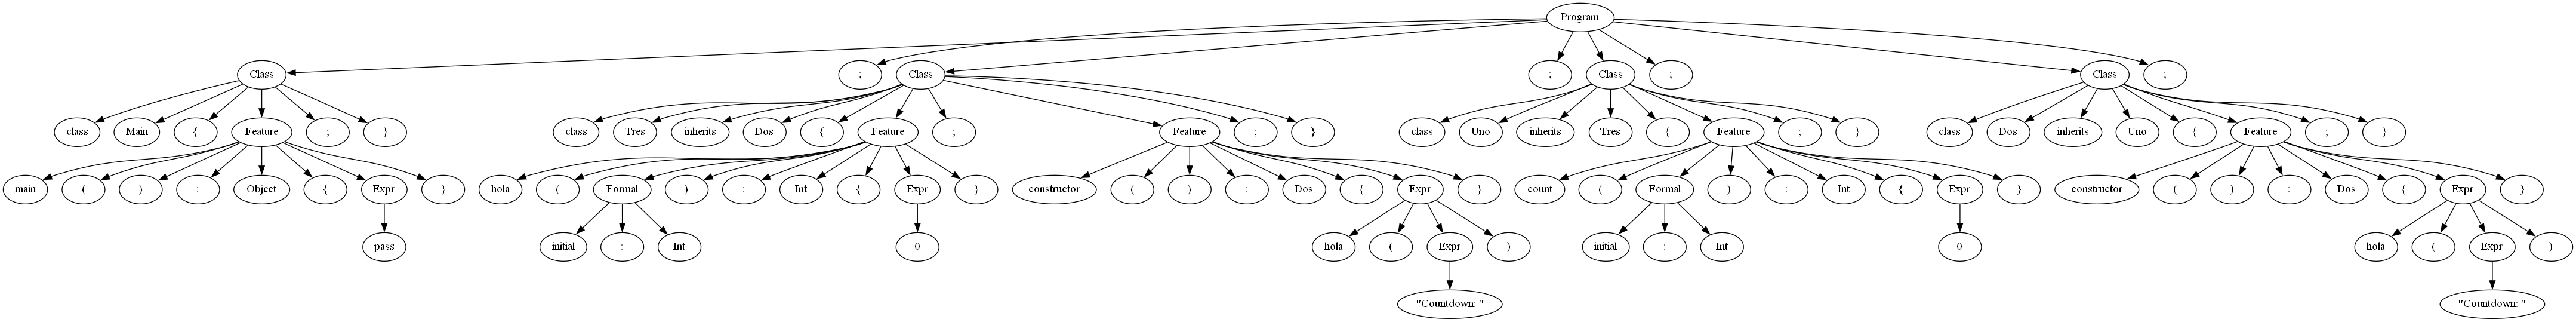 Program
Class ; Class ; Class ; Class ;
class Main { Feature ; } class Tres inherits Dos { Feature ; Feature ; } class Uno inherits Tres { Feature ; } class Dos inherits Uno { Feature ; }
main ( ) : Object { Expr } hola ( Formal ) : Int { Expr } constructor ( ) : Dos { Expr } count ( Formal ) : Int { Expr } constructor ( ) : Dos { Expr }
pass initial : Int 0 hola ( Expr ) initial : Int 0 hola ( Expr )
"Countdown: " "Countdown: "